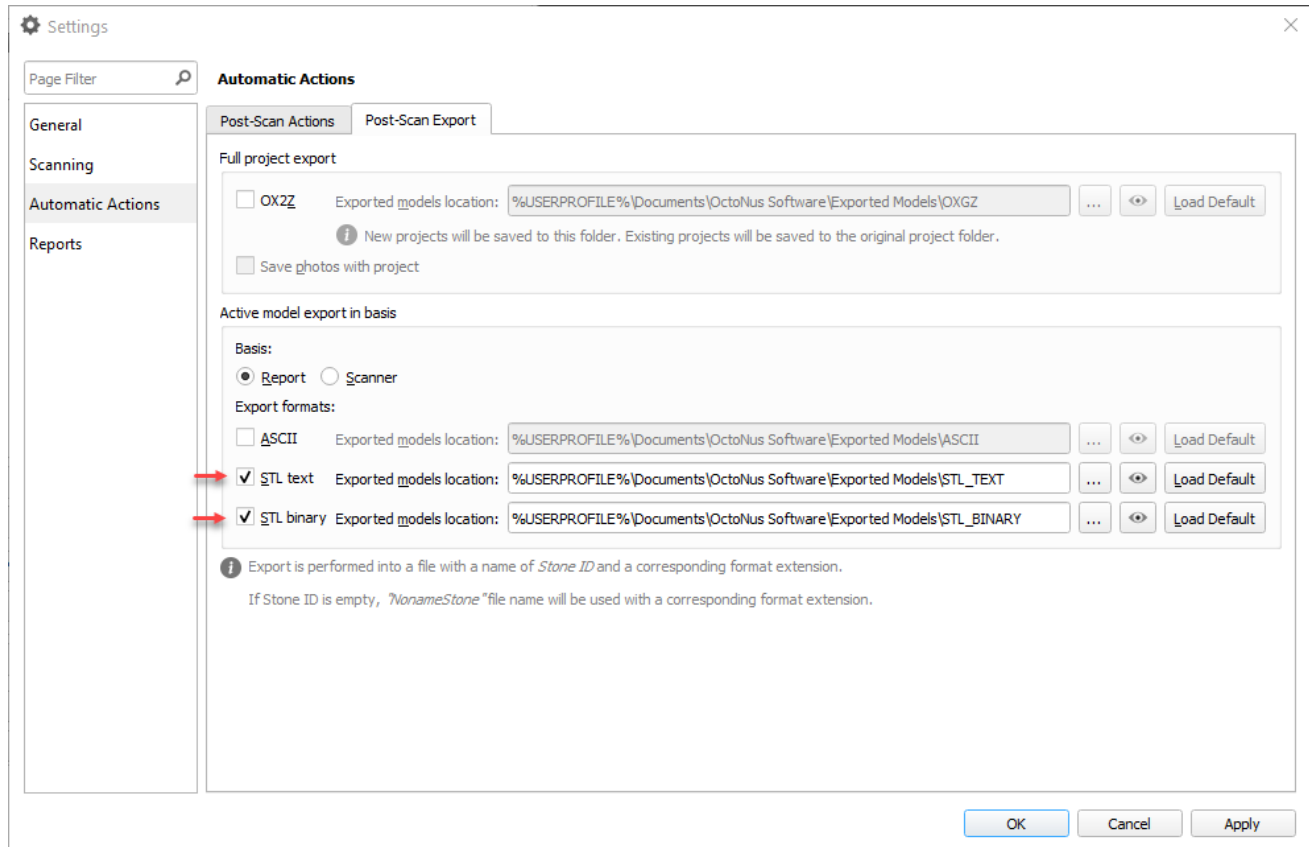 Settings
Page Filter
Automatic Actions
General
Scanning
Automatic Actions
Reports
Post-Scan Actions
Post-Scan Export
Full project export
OX2Z Exported models location: %USERPROFILE%\Documents\OctoNus Software\Exported Models\OXGZ ... Load Default
New projects will be saved to this folder. Existing projects will be saved to the original project folder.
Save photos with project
Active model export in basis
Basis:
Report Scanner
Export formats:
ASCII Exported models location: %USERPROFILE%\Documents\OctoNus Software\Exported Models\ASCII ... Load Default
STL text Exported models location: %USERPROFILE%\Documents\OctoNus Software\Exported Models\STL_TEXT ... Load Default
STL binary Exported models location: %USERPROFILE%\Documents\OctoNus Software\Exported Models\STL_BINARY ... Load Default
Export is performed into a file with a name of Stone ID and a corresponding format extension.
If Stone ID is empty, "NonameStone" file name will be used with a corresponding format extension.
OK Cancel Apply